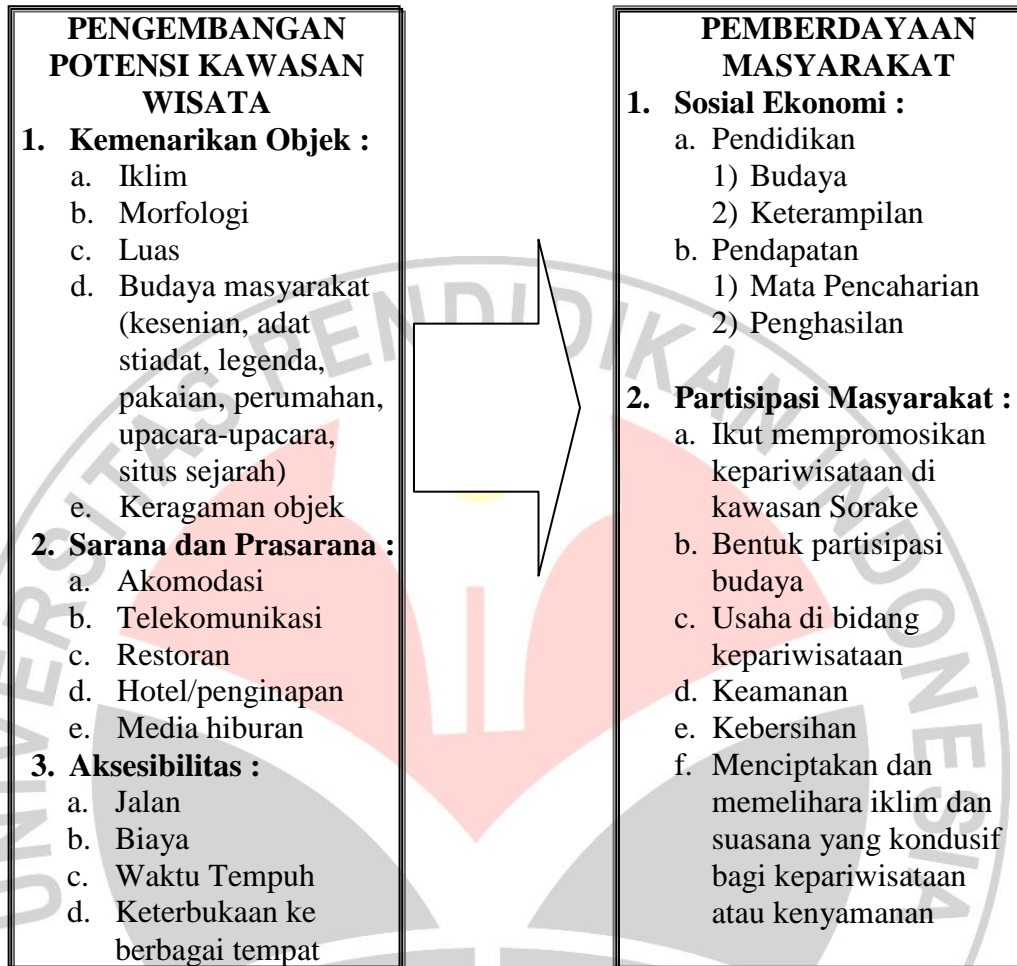 PENGEMBANGAN
POTENSI KAWASAN
WISATA
1. Kemenarikan Objek :
a. Iklim
b. Morfologi
c. Luas
d. Budaya masyarakat
(kesenian, adat
stiadat, legenda,
pakaian, perumahan,
upacara-upacara,
situs sejarah)
e. Keragaman objek
2. Sarana dan Prasarana :
a. Akomodasi
b. Telekomunikasi
c. Restoran
d. Hotel/penginapan
e. Media hiburan
3. Aksesibilitas :
a. Jalan
b. Biaya
c. Waktu Tempuh
d. Keterbukaan ke
berbagai tempat
PEMBERDAYAAN
MASYARAKAT
1. Sosial Ekonomi :
a. Pendidikan
1) Budaya
2) Keterampilan
b. Pendapatan
1) Mata Pencaharian
2) Penghasilan
2. Partisipasi Masyarakat :
a. Ikut mempromosikan
kepariwisataan di
kawasan Sorake
b. Bentuk partisipasi
budaya
c. Usaha di bidang
kepariwisataan
d. Keamanan
e. Kebersihan
f. Menciptakan dan
memelihara iklim dan
suasana yang kondusif
bagi kepariwisataan
atau kenyamanan
UNIVERSITAS PENDIDIKAN INDONESIA